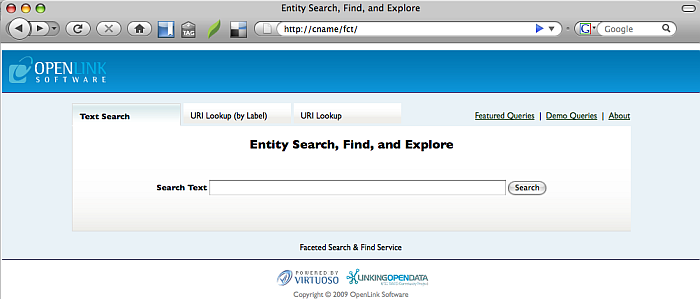 Entity Search, Find, and Explore
TAG
http://cname/fct/
G
Google
OPENLINK
SOFTWARE
Text Search
URI Lookup (by Label)
URI Lookup
Featured Queries | Demo Queries | About
Entity Search, Find, and Explore
Search Text
Search
Faceted Search & Find Service
POWERED BY
VIRTUOSO
LINKINGOPENDATA
Copyright © 2009 OpenLink Software